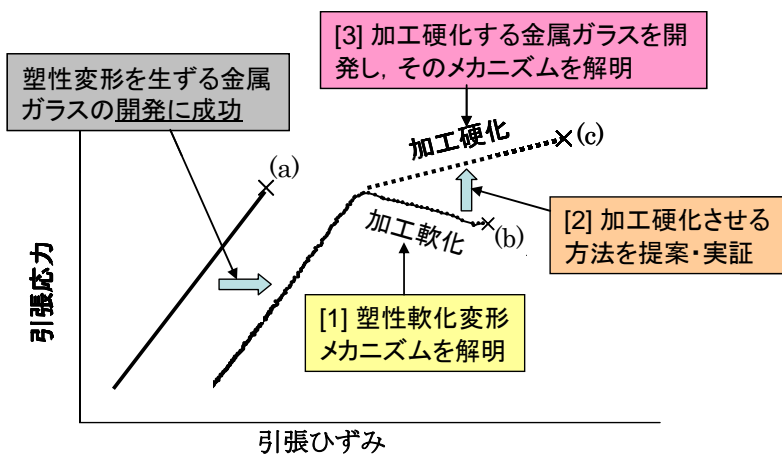 [3] 加工硬化する金属ガラスを開
発し，そのメカニズムを解明
塑性変形を生ずる金属
ガラスの開発に成功
加工硬化
(c)
(a)
[2] 加工硬化させる
方法を提案・実証
加工軟化
(b)
[1] 塑性軟化変形
メカニズムを解明
引張応力
引張ひずみ